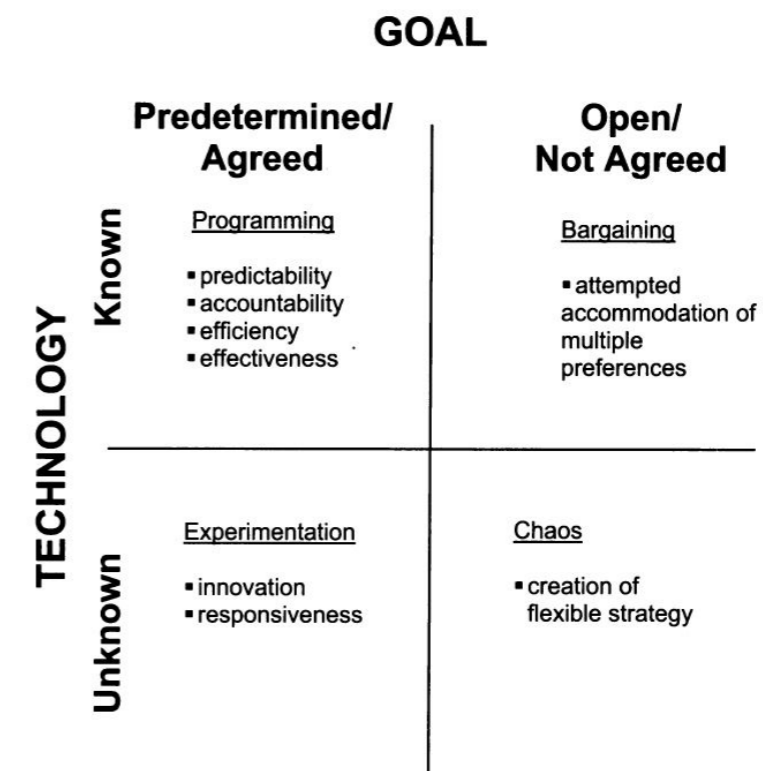 GOAL
Predetermined/
Agreed
Open/
Not Agreed
TECHNOLOGY
Known
Programming
▪ predictability
▪ accountability
▪ efficiency
▪ effectiveness
Bargaining
▪ attempted
accommodation of
multiple
preferences
Unknown
Experimentation
▪ innovation
▪ responsiveness
Chaos
▪ creation of
flexible strategy